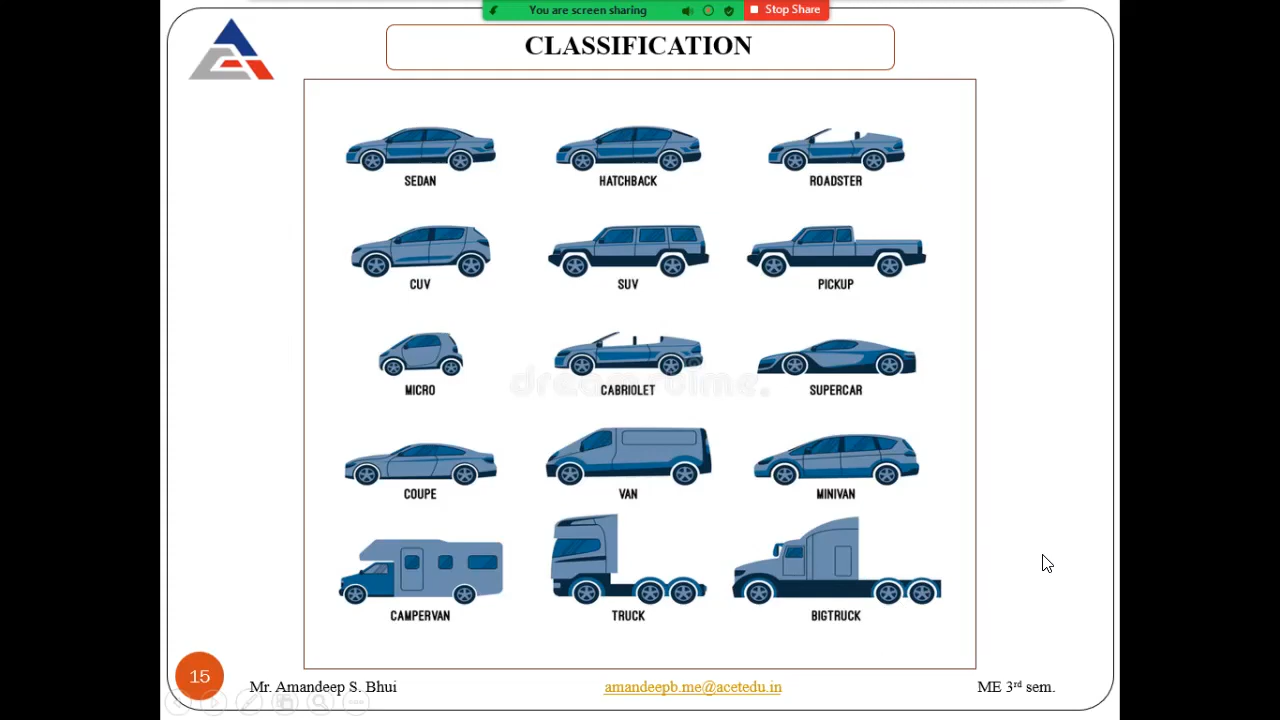 You are screen sharing
Stop Share
CLASSIFICATION
SEDAN HATCHBACK ROADSTER
CUV SUV PICKUP
MICRO CABRIOLET SUPERCAR
dreamstime.
COUPE VAN MINIVAN
CAMPERVAN TRUCK BIGTRUCK
15 Mr. Amandeep S. Bhui amandeepb.me@acetedu.in ME 3rd sem.